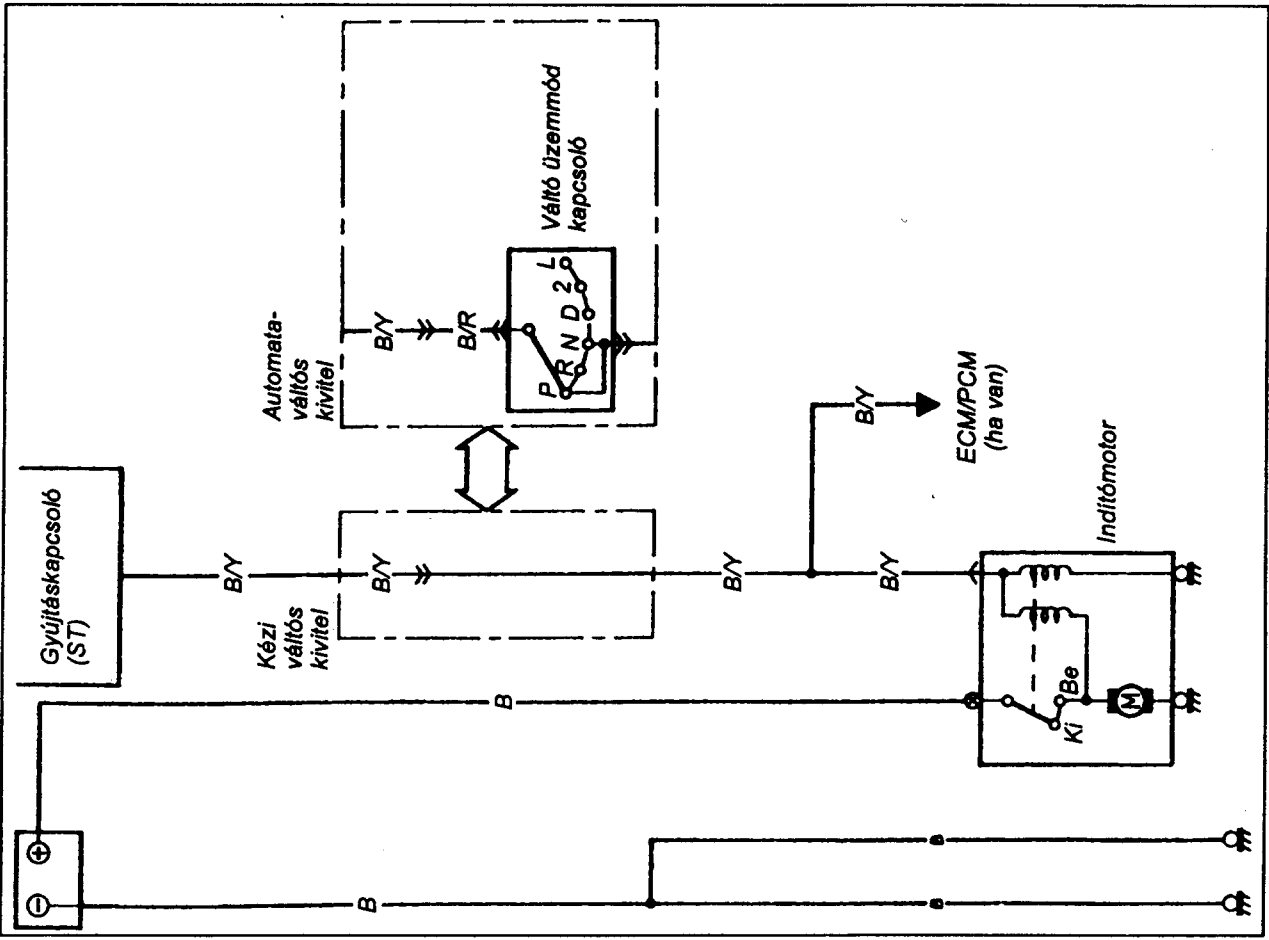 Gyújtáskapcsoló
(ST)
B/Y
Kézi
váltós
kivitel
B/Y
B/Y
B/Y
Automata-
váltós
kivitel
B/Y
B/R
P
R
N
D
2
L
Váltó üzemmód
kapcsoló
B/Y
ECM/PCM
(ha van)
Indítómotor
B
Ki
Be
M
+
−
B
B
B